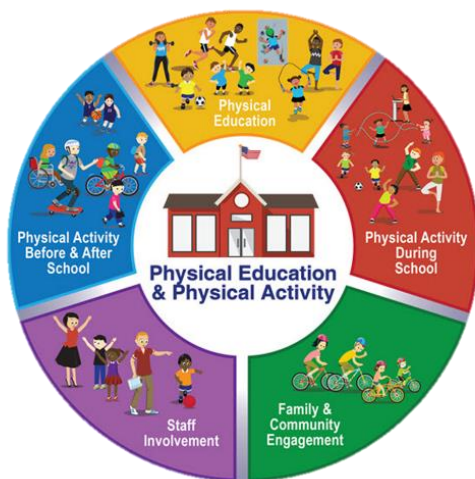 Physical
Education
Physical Activity
Before & After
School
Physical Activity
During
School
Physical Education
& Physical Activity
Staff
Involvement
Family &
Community
Engagement